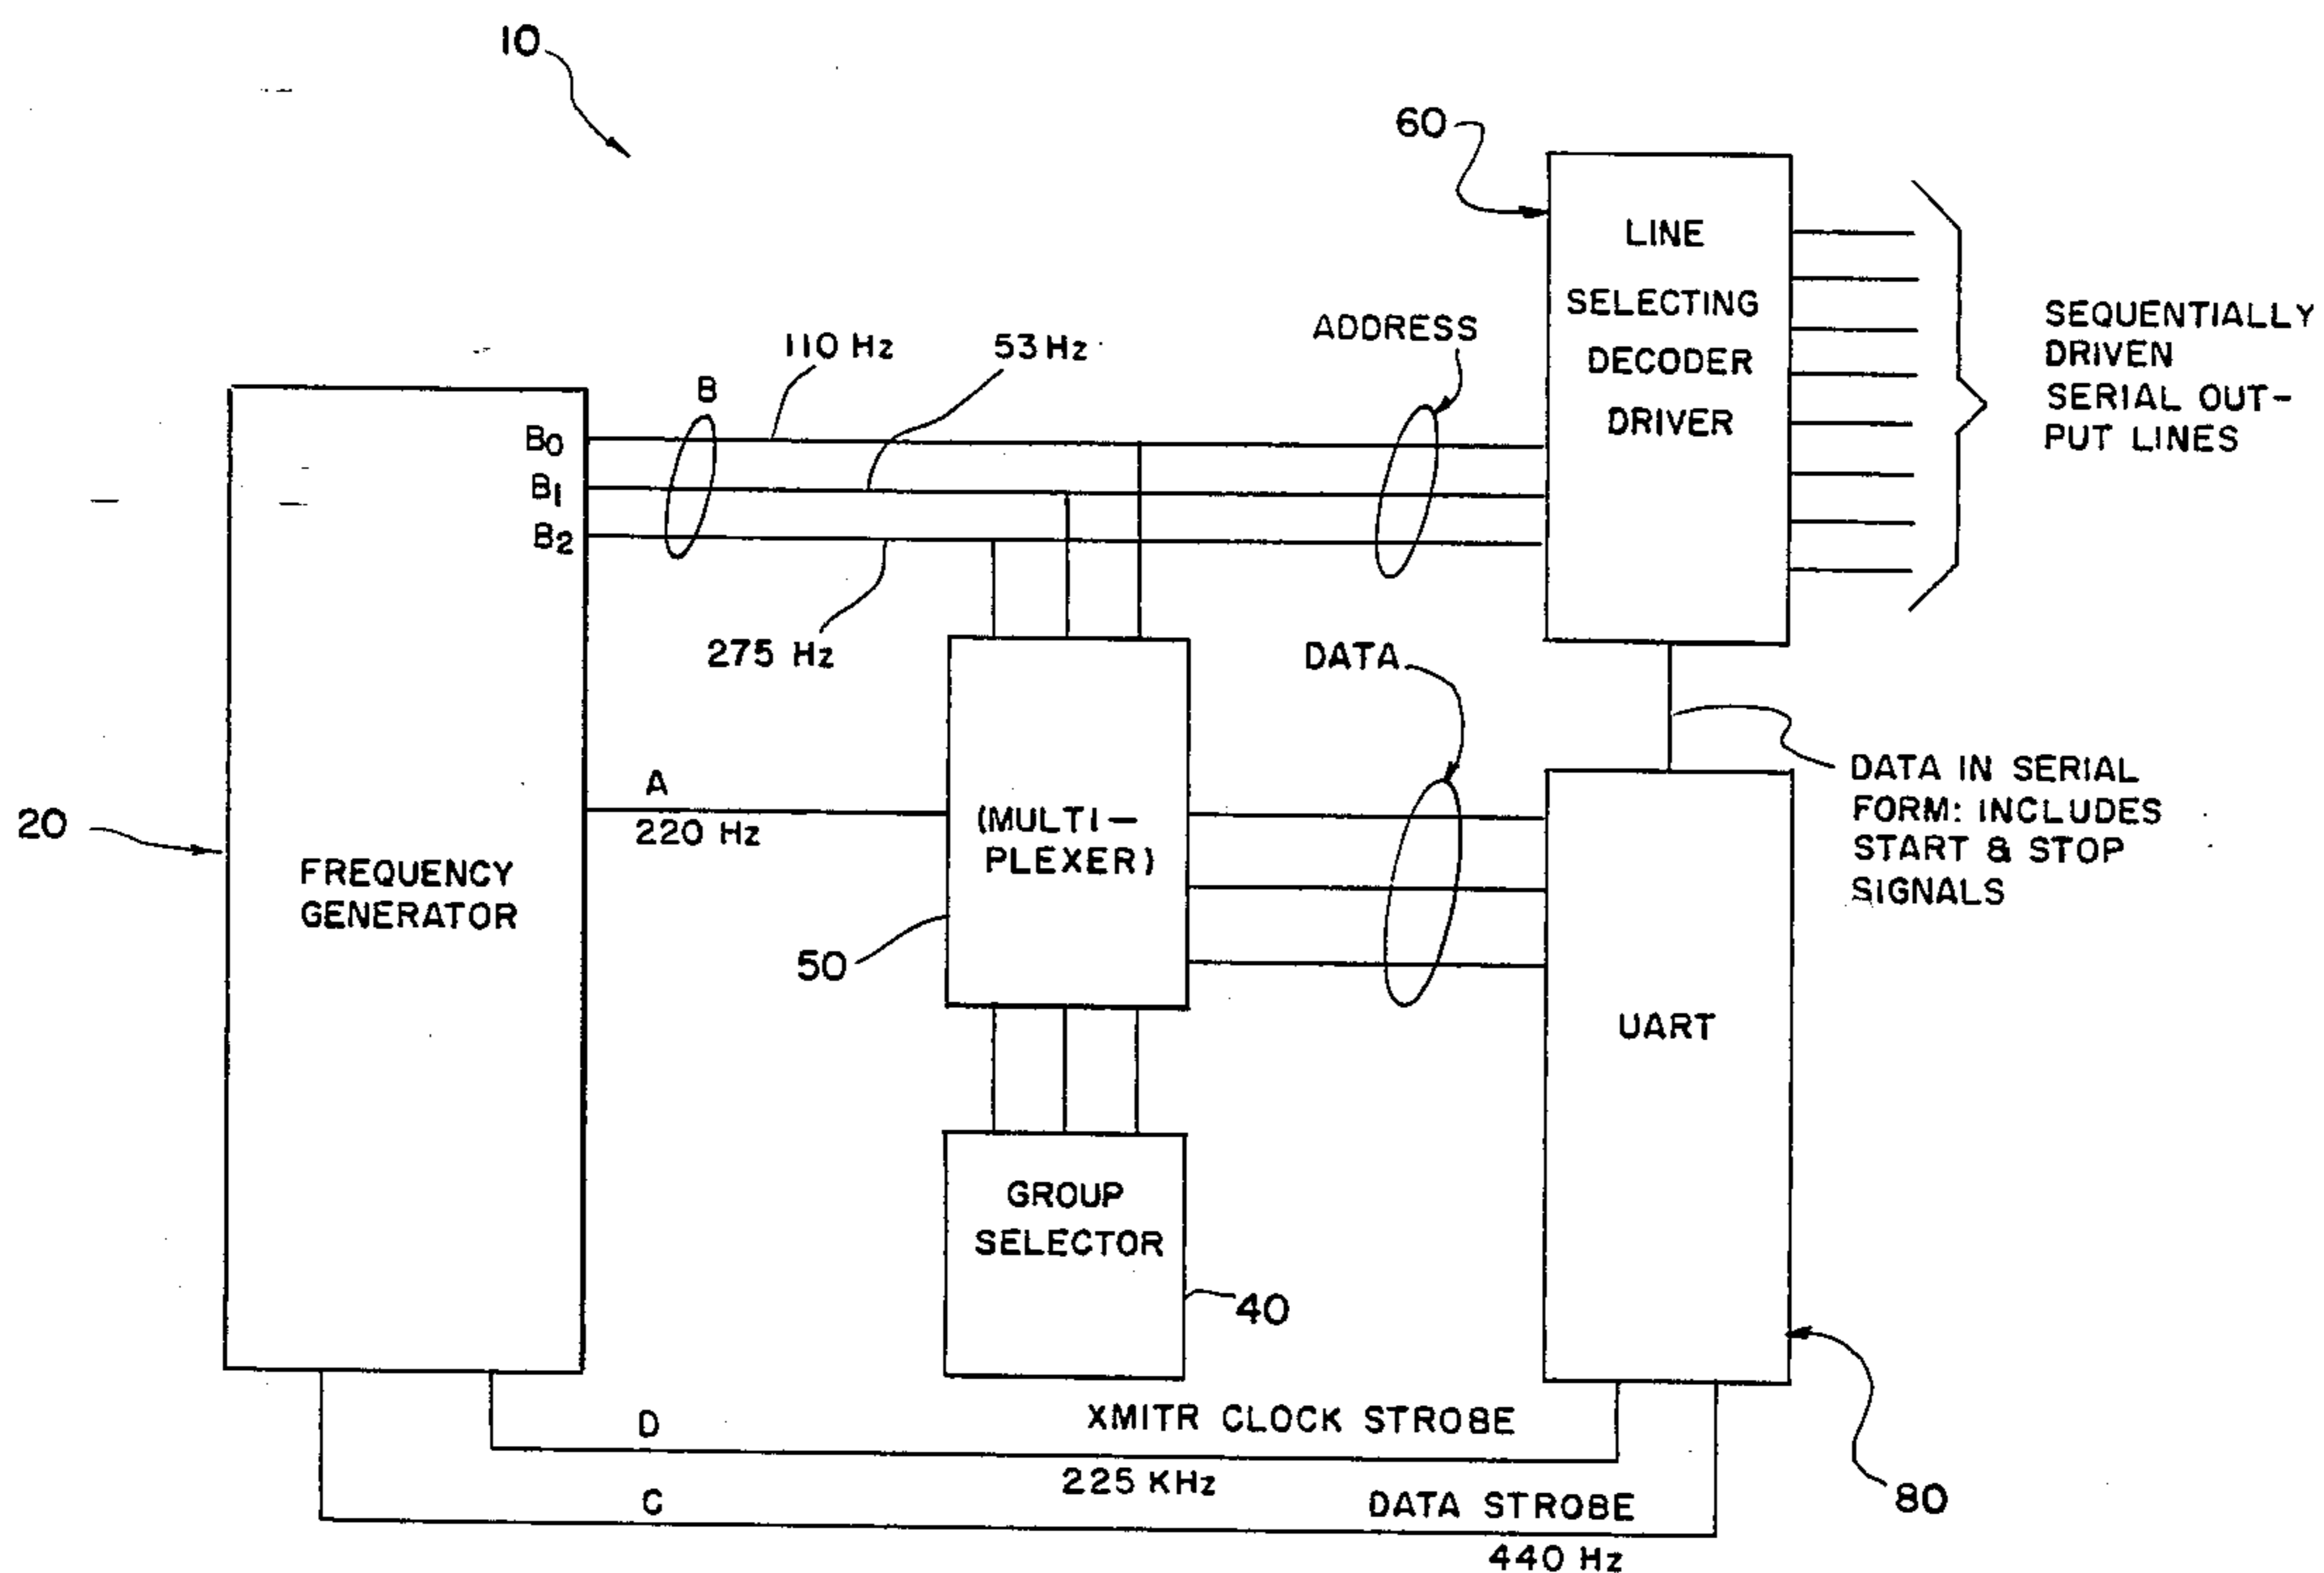 10
60
LINE
SELECTING
DECODER
DRIVER
SEQUENTIALLY
DRIVEN
SERIAL OUT-
PUT LINES
ADDRESS
110 Hz
53 Hz
B
B0
B1
B2
275 Hz
DATA
DATA IN SERIAL
FORM: INCLUDES
START & STOP
SIGNALS
A
220 Hz
20
FREQUENCY
GENERATOR
(MULTI-
PLEXER)
50
UART
GROUP
SELECTOR
40
D
XMITR CLOCK STROBE
225 KHz
C
DATA STROBE
440 Hz
80